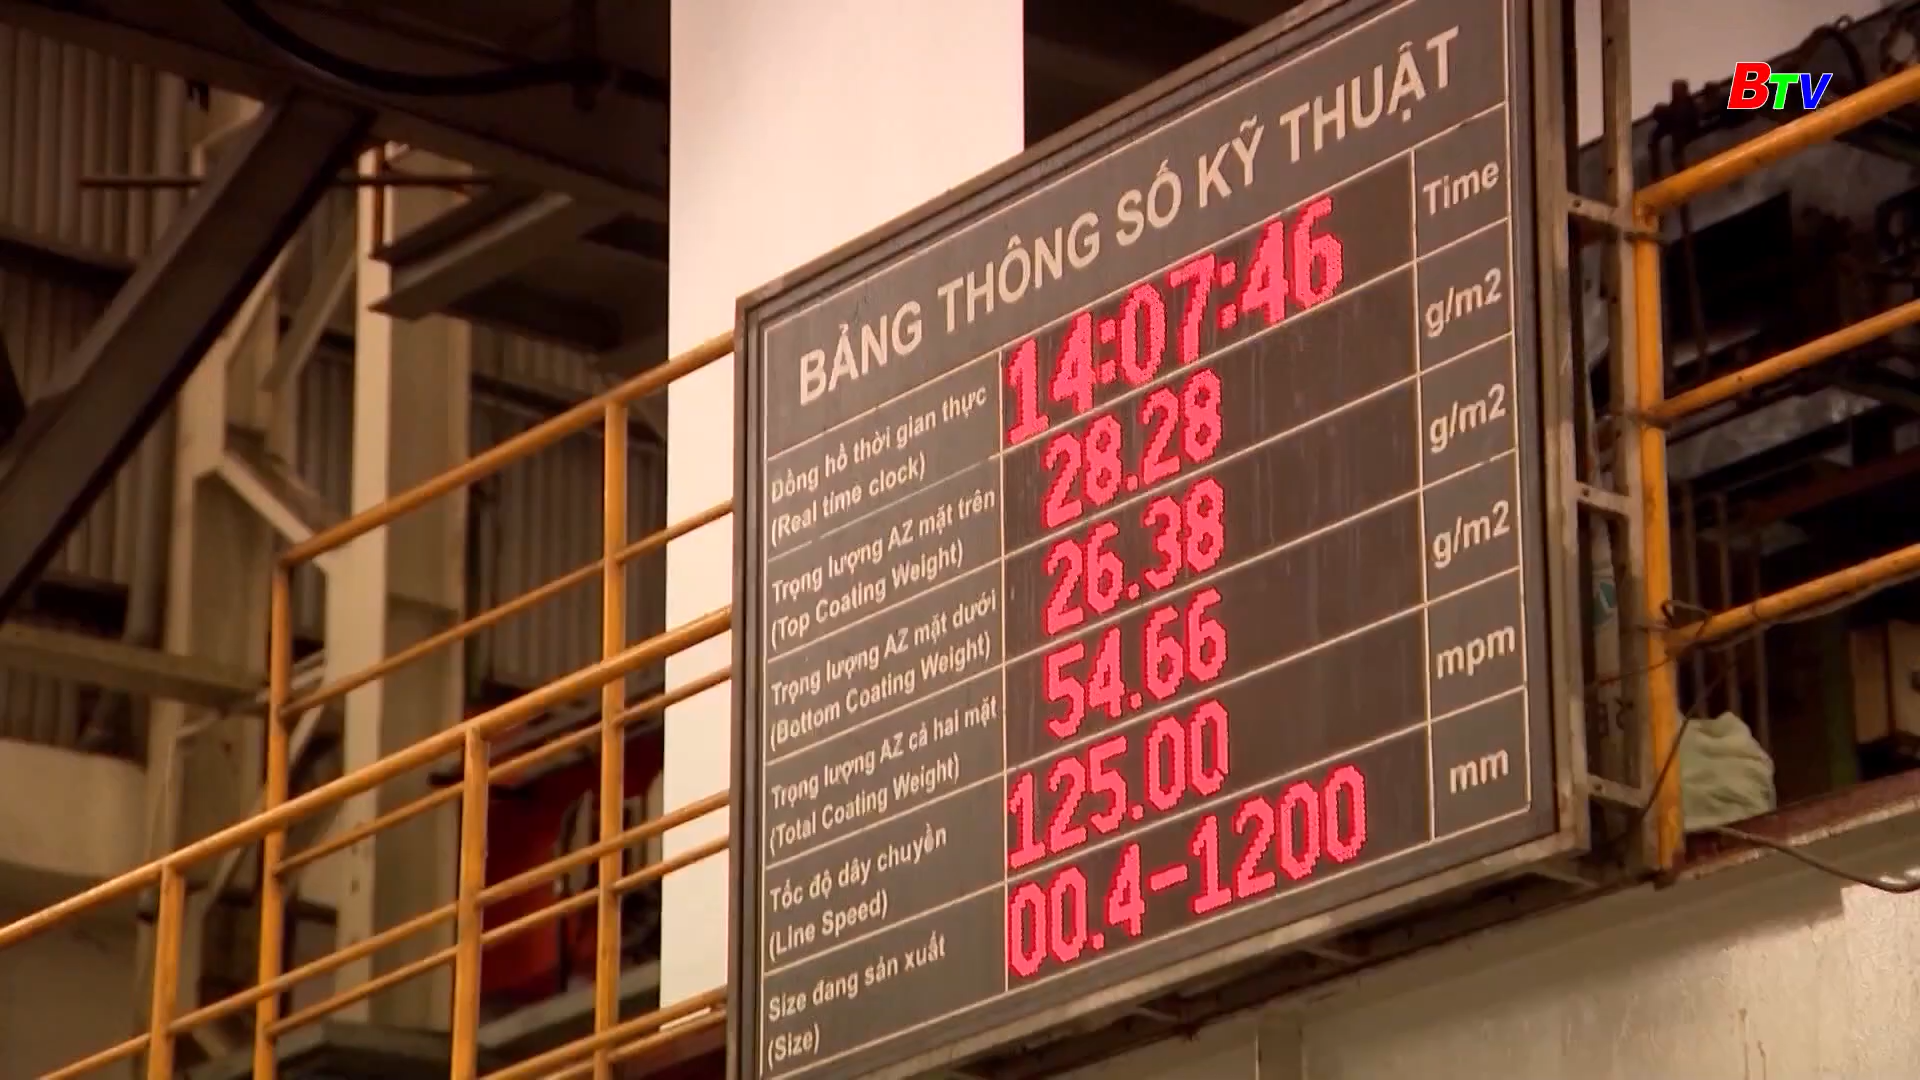 BTV
BẢNG THÔNG SỐ KỸ THUẬT
Đồng hồ thời gian thực
(Real time clock)
14:07:46
Time
Trọng lượng AZ mặt trên
(Top Coating Weight)
28.28
g/m2
Trọng lượng AZ mặt dưới
(Bottom Coating Weight)
26.38
g/m2
Trọng lượng AZ cả hai mặt
(Total Coating Weight)
54.66
g/m2
Tốc độ dây chuyền
(Line Speed)
125.00
mpm
Size đang sản xuất
(Size)
00.4-1200
mm